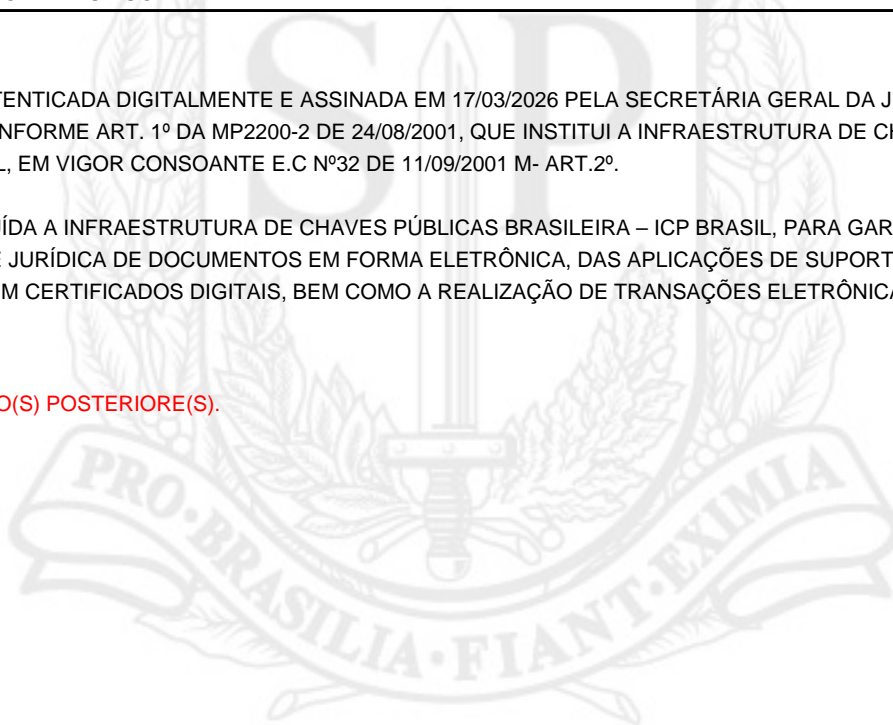 TENTICADA DIGITALMENTE E ASSINADA EM 17/03/2026 PELA SECRETÁRIA GERAL DA J
NFORME ART. 1º DA MP2200-2 DE 24/08/2001, QUE INSTITUI A INFRAESTRUTURA DE CH
L, EM VIGOR CONSOANTE E.C Nº32 DE 11/09/2001 M- ART.2º.
ÍDA A INFRAESTRUTURA DE CHAVES PÚBLICAS BRASILEIRA – ICP BRASIL, PARA GAR
E JURÍDICA DE DOCUMENTOS EM FORMA ELETRÔNICA, DAS APLICAÇÕES DE SUPORT
M CERTIFICADOS DIGITAIS, BEM COMO A REALIZAÇÃO DE TRANSAÇÕES ELETRÔNICA
O(S) POSTERIORE(S).
SP
PRO·BRASILIA·FIANT·EXIMIA